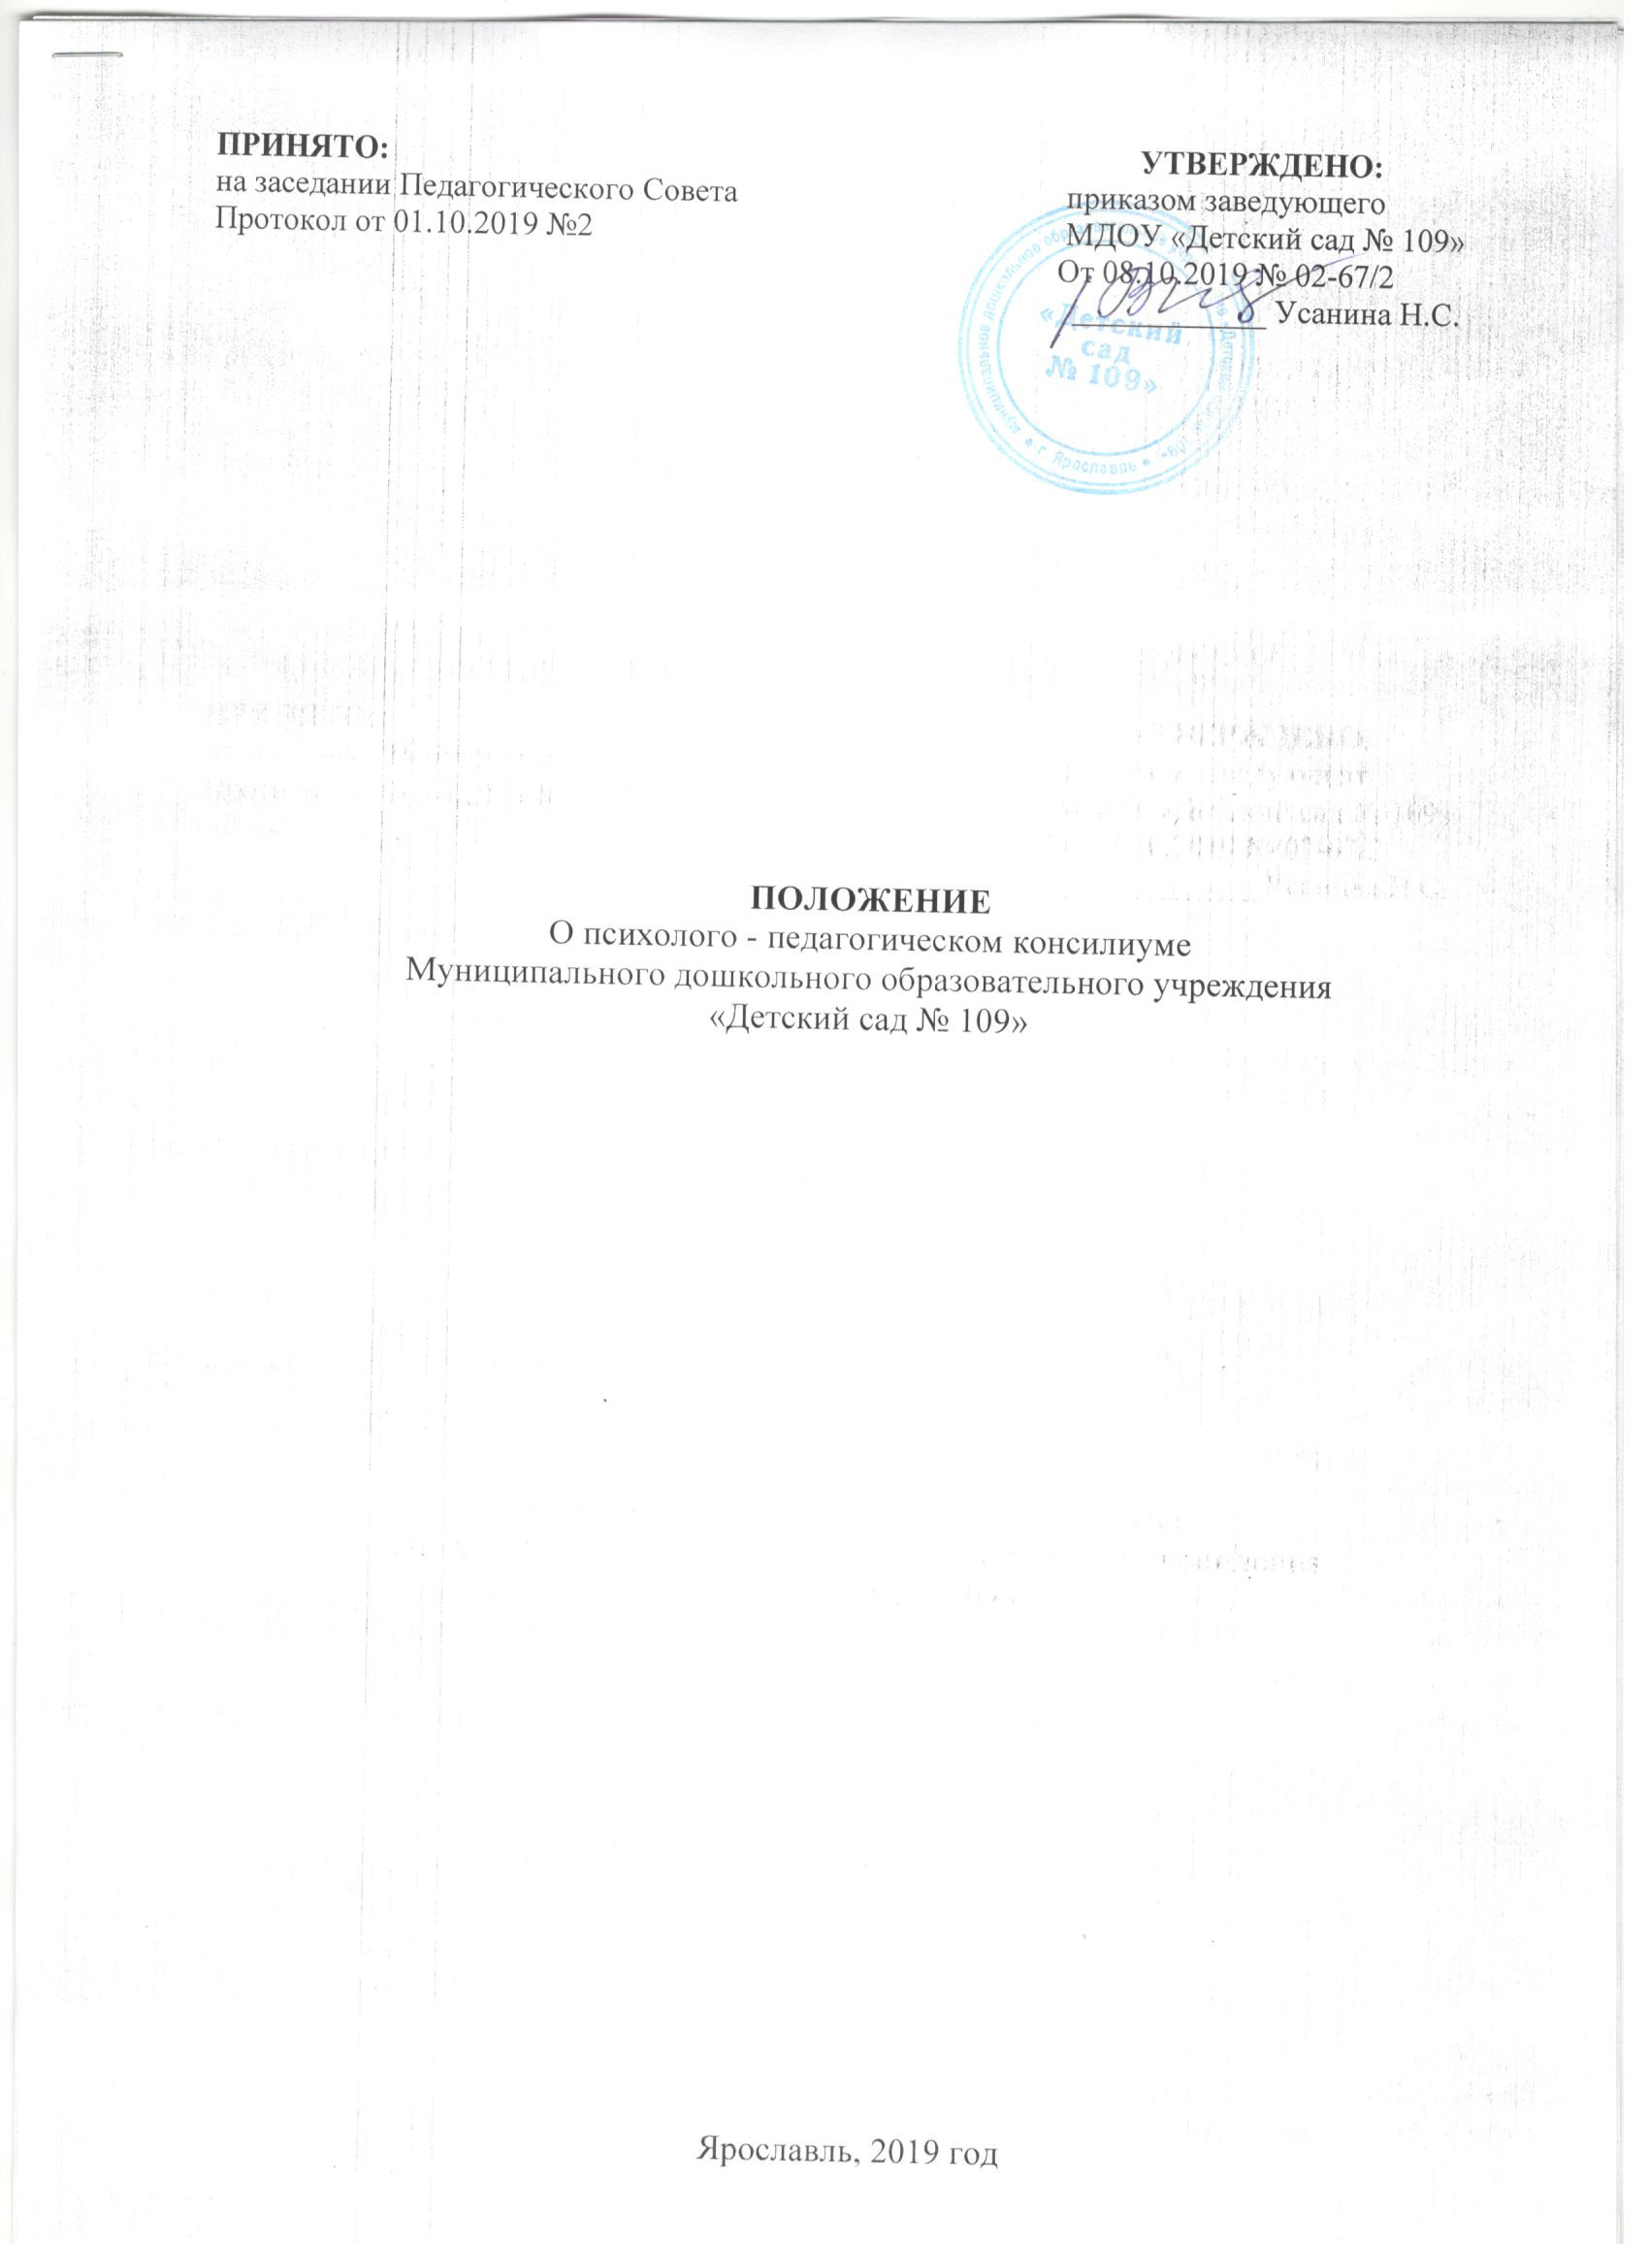 ПРИНЯТО:
на заседании Педагогического Совета
Протокол от 01.10.2019 №2
УТВЕРЖДЕНО:
приказом заведующего
МДОУ «Детский сад № 109»
От 08.10.2019 № 02-67/2
Усанина Н.С.
«Детский
сад
№ 109»
г Ярославль
Муниципальное дошкольное
ПОЛОЖЕНИЕ
О психолого - педагогическом консилиуме
Муниципального дошкольного образовательного учреждения
«Детский сад № 109»
Ярославль, 2019 год